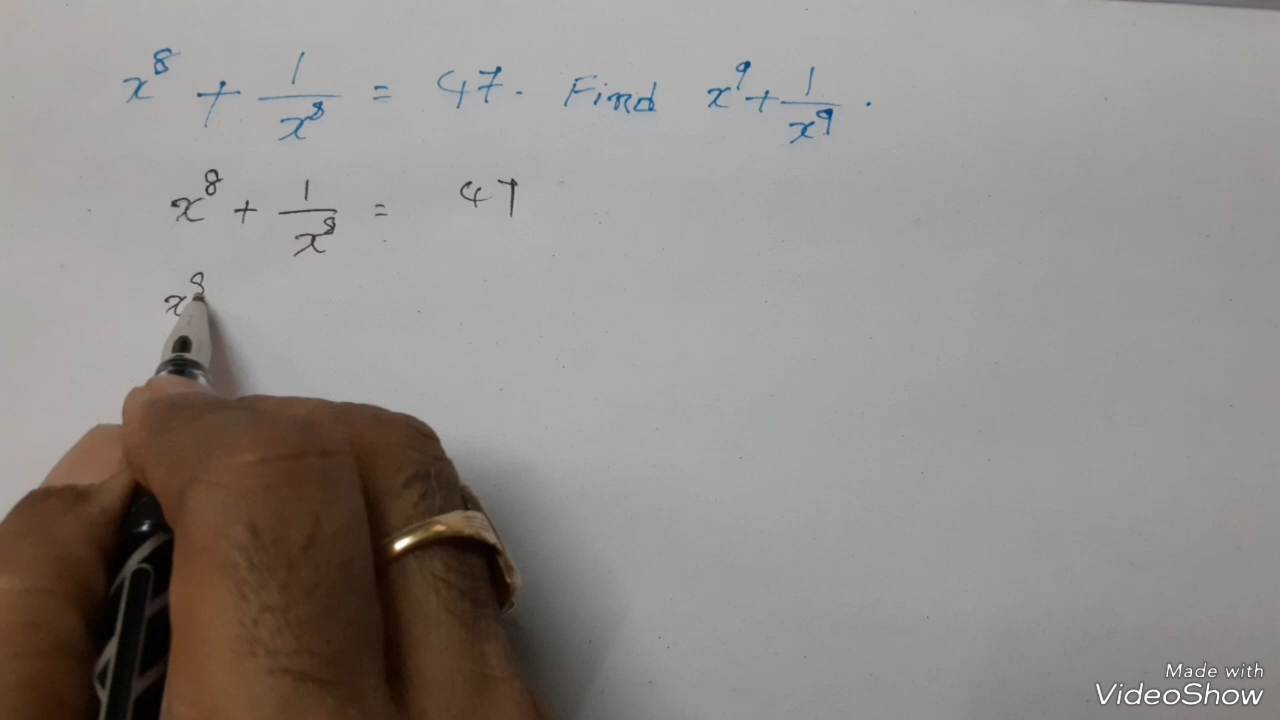 x⁸ + 1/x⁸ = 47. Find x⁹ + 1/x⁹.
x⁸ + 1/x⁸ = 47
x⁸
Made with
VideoShow